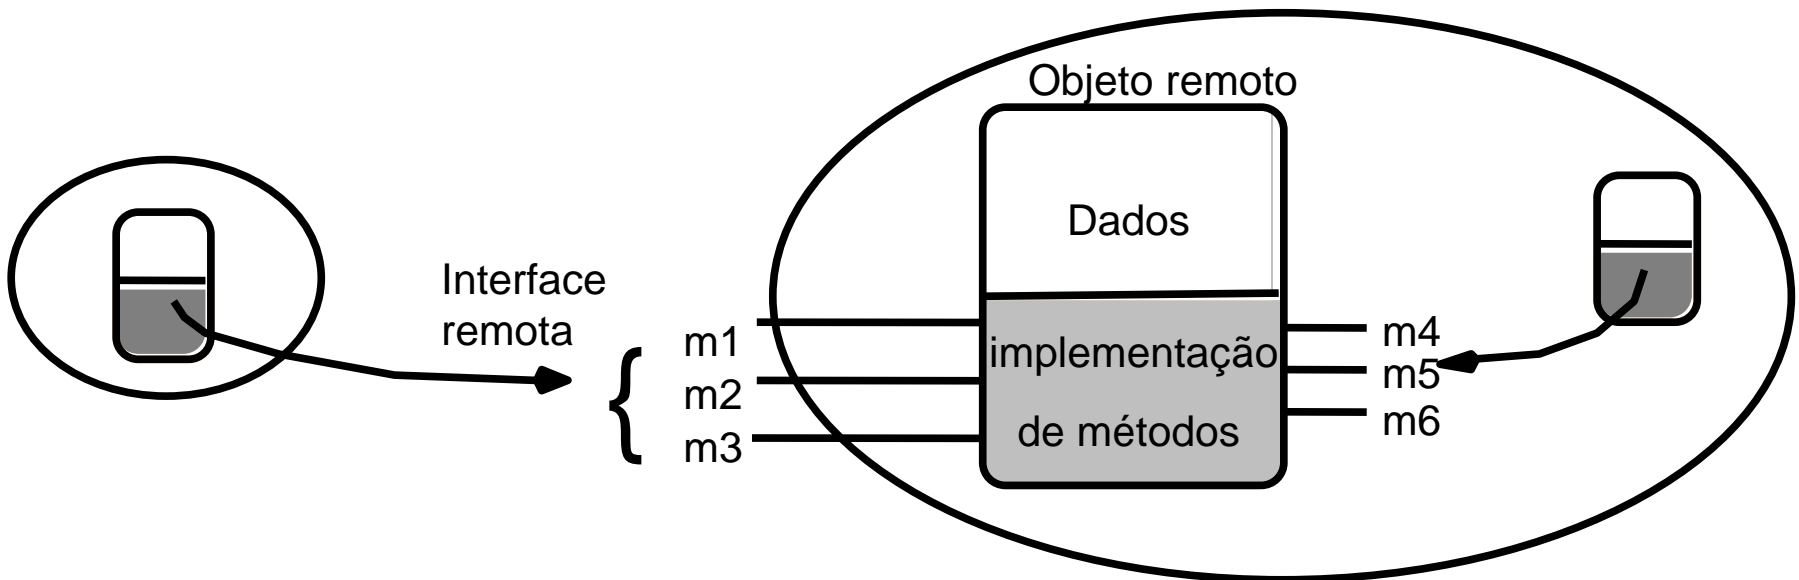 Objeto remoto
Dados
Interface
remota
{
m1
m2
m3
implementação
de métodos
m4
m5
m6